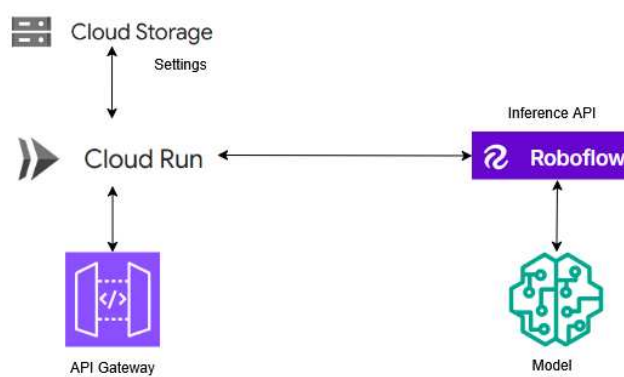 Cloud Storage
Settings
Inference API
Cloud Run
Roboflow
</>
API Gateway
Model